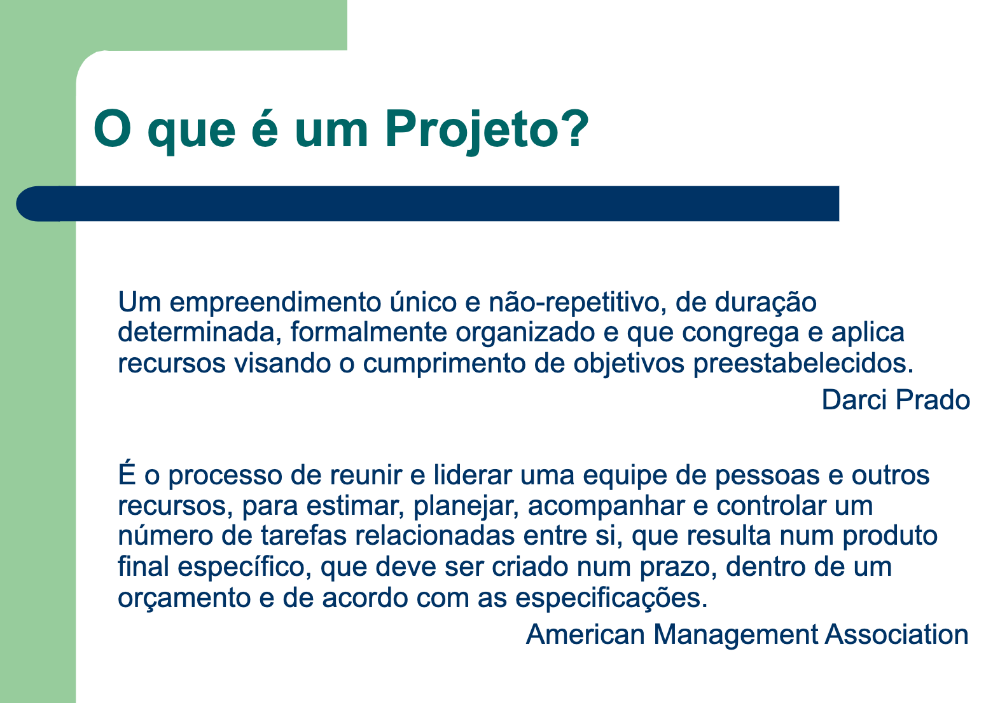 O que é um Projeto?
Um empreendimento único e não-repetitivo, de duração
determinada, formalmente organizado e que congrega e aplica
recursos visando o cumprimento de objetivos preestabelecidos.
Darci Prado
É o processo de reunir e liderar uma equipe de pessoas e outros
recursos, para estimar, planejar, acompanhar e controlar um
número de tarefas relacionadas entre si, que resulta num produto
final específico, que deve ser criado num prazo, dentro de um
orçamento e de acordo com as especificações.
American Management Association